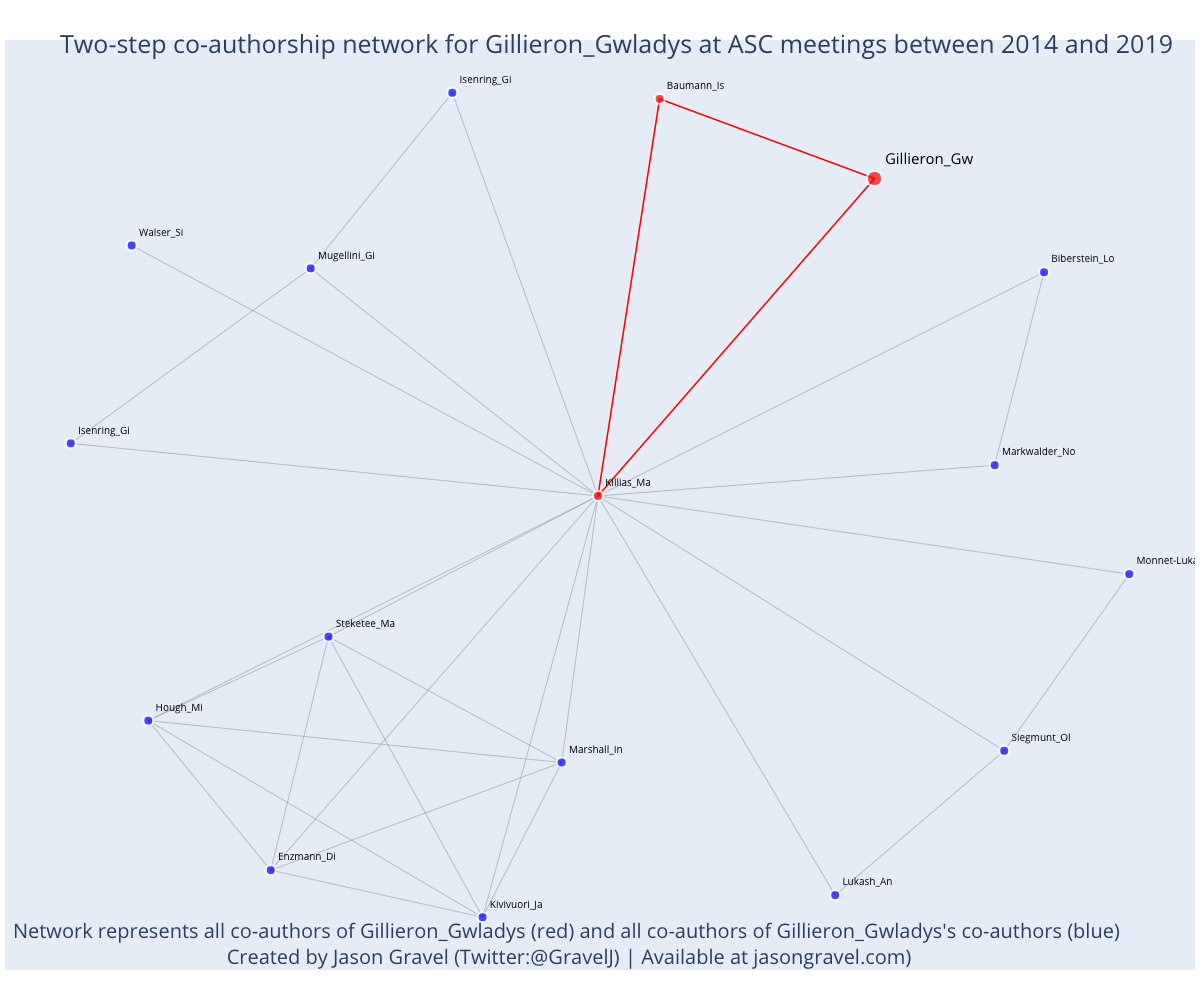 Two-step co-authorship network for Gillieron_Gwladys at ASC meetings between 2014 and 2019
Isenring_Gi
Baumann_Is
Gillieron_Gw
Walser_Si
Mugellini_Gi
Biberstein_Lo
Isenring_Gi
Markwalder_No
Killias_Ma
Monnet-Luka
Steketee_Ma
Hough_Mi
Siegmunt_Ol
Marshall_In
Enzmann_Di
Lukash_An
Kivivuori_Ja
Network represents all co-authors of Gillieron_Gwladys (red) and all co-authors of Gillieron_Gwladys's co-authors (blue)
Created by Jason Gravel (Twitter:@GravelJ) | Available at jasongravel.com)